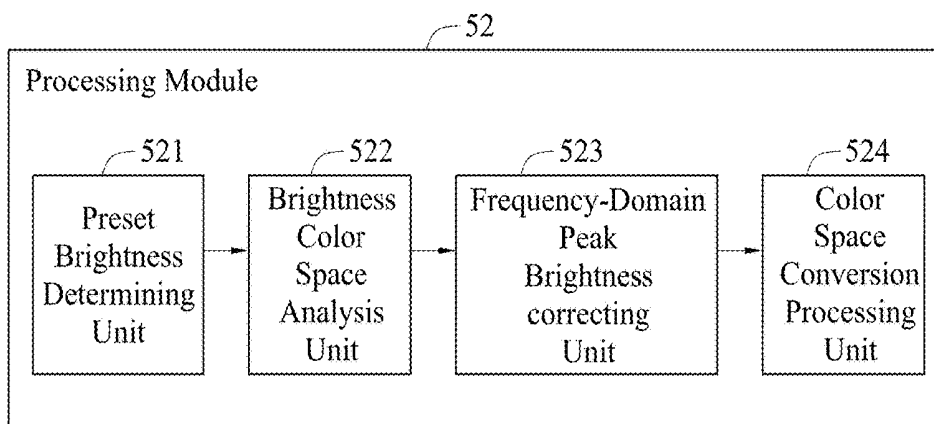 52
Processing Module
521
Preset
Brightness
Determining
Unit
522
Brightness
Color
Space
Analysis
Unit
523
Frequency-Domain
Peak
Brightness
correcting
Unit
524
Color
Space
Conversion
Processing
Unit